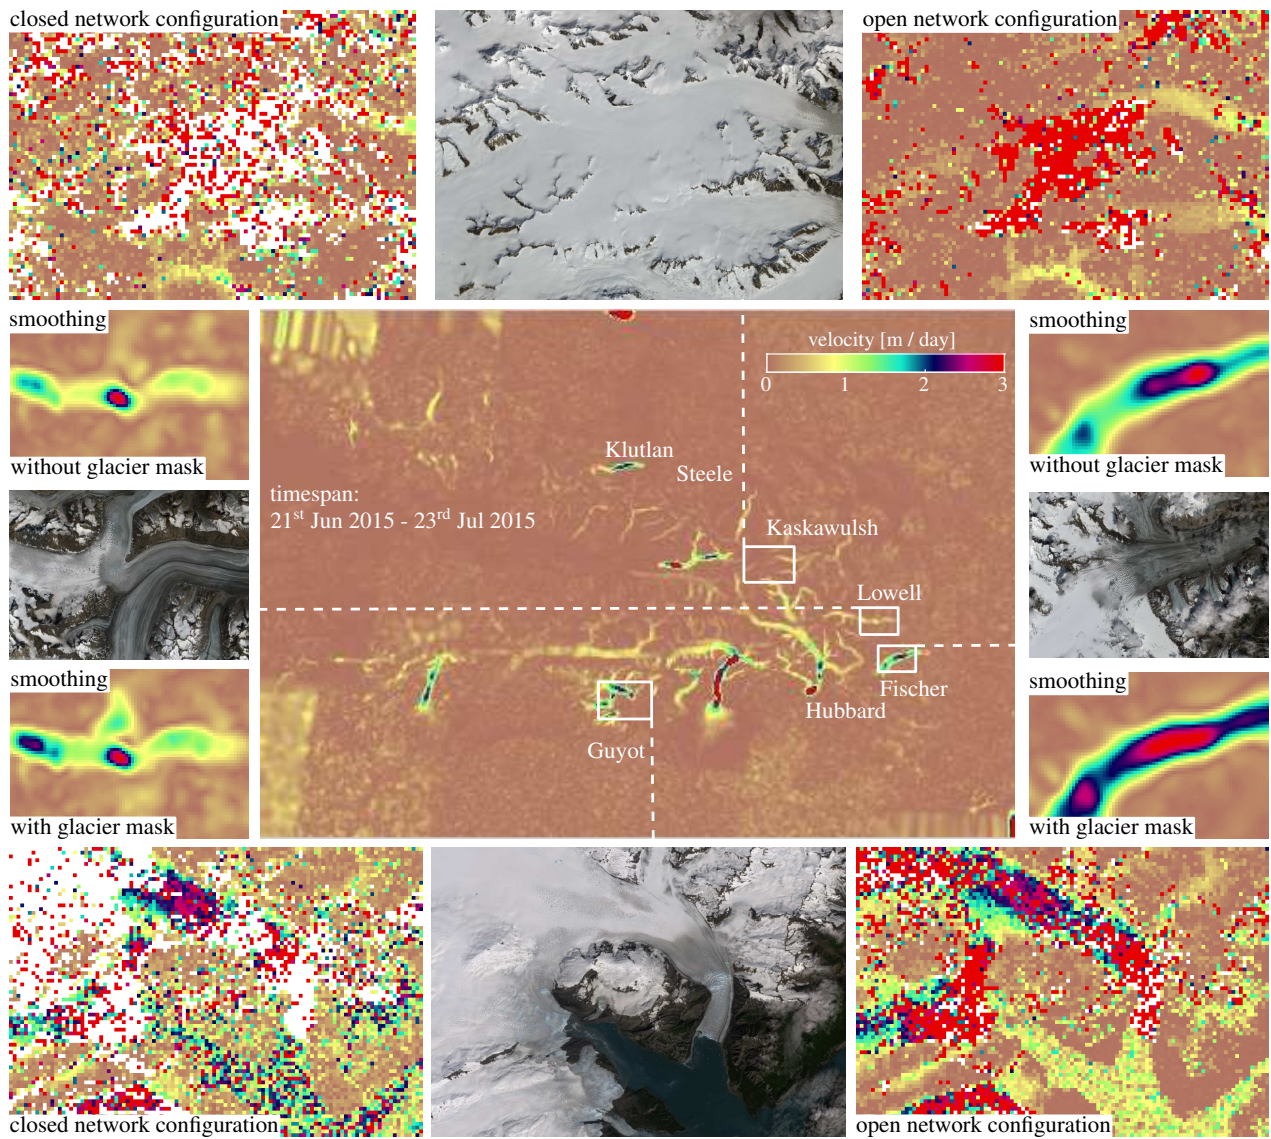 closed network configuration
open network configuration
smoothing
without glacier mask
smoothing
with glacier mask
velocity [m / day]
0 1 2 3
Klutlan
Steele
timespan:
21st Jun 2015 - 23rd Jul 2015
Kaskawulsh
Lowell
Fischer
Hubbard
Guyot
smoothing
without glacier mask
smoothing
with glacier mask
closed network configuration
open network configuration